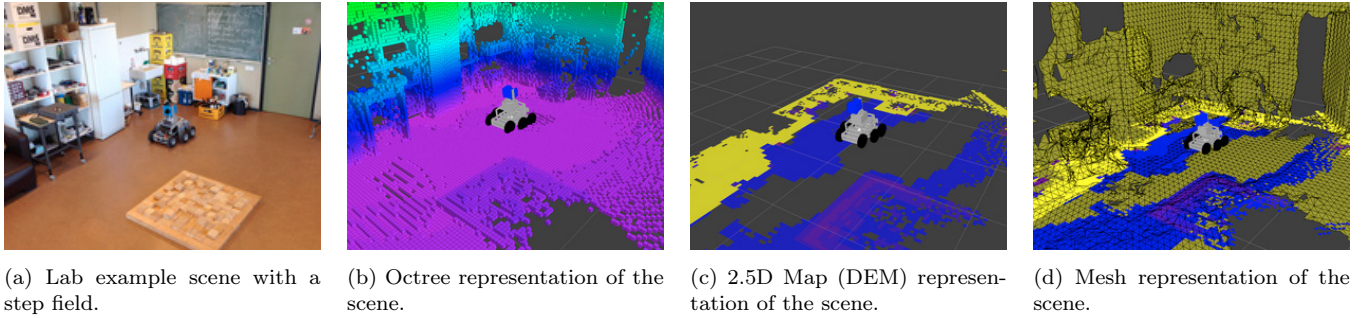 DMK
(a) Lab example scene with a
step field.
(b) Octree representation of the
scene.
(c) 2.5D Map (DEM) represen-
tation of the scene.
(d) Mesh representation of the
scene.